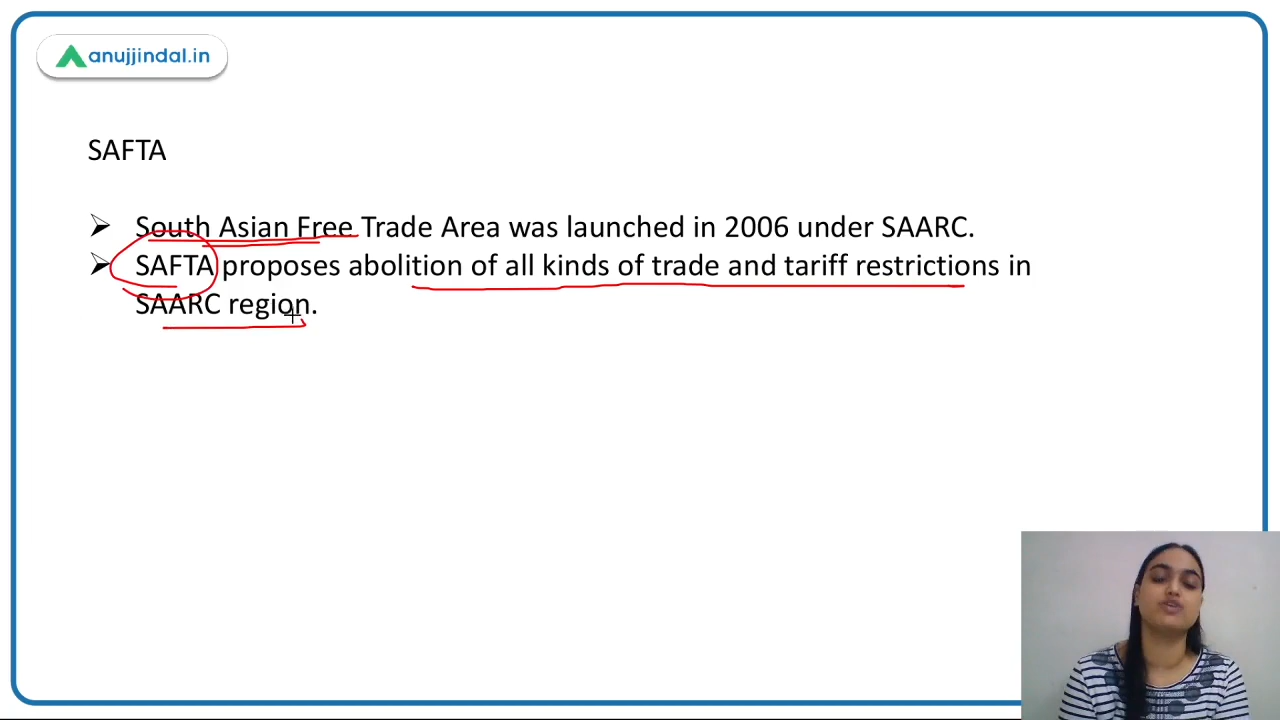 anujjindal.in
SAFTA
South Asian Free Trade Area was launched in 2006 under SAARC.
SAFTA proposes abolition of all kinds of trade and tariff restrictions in
SAARC region.